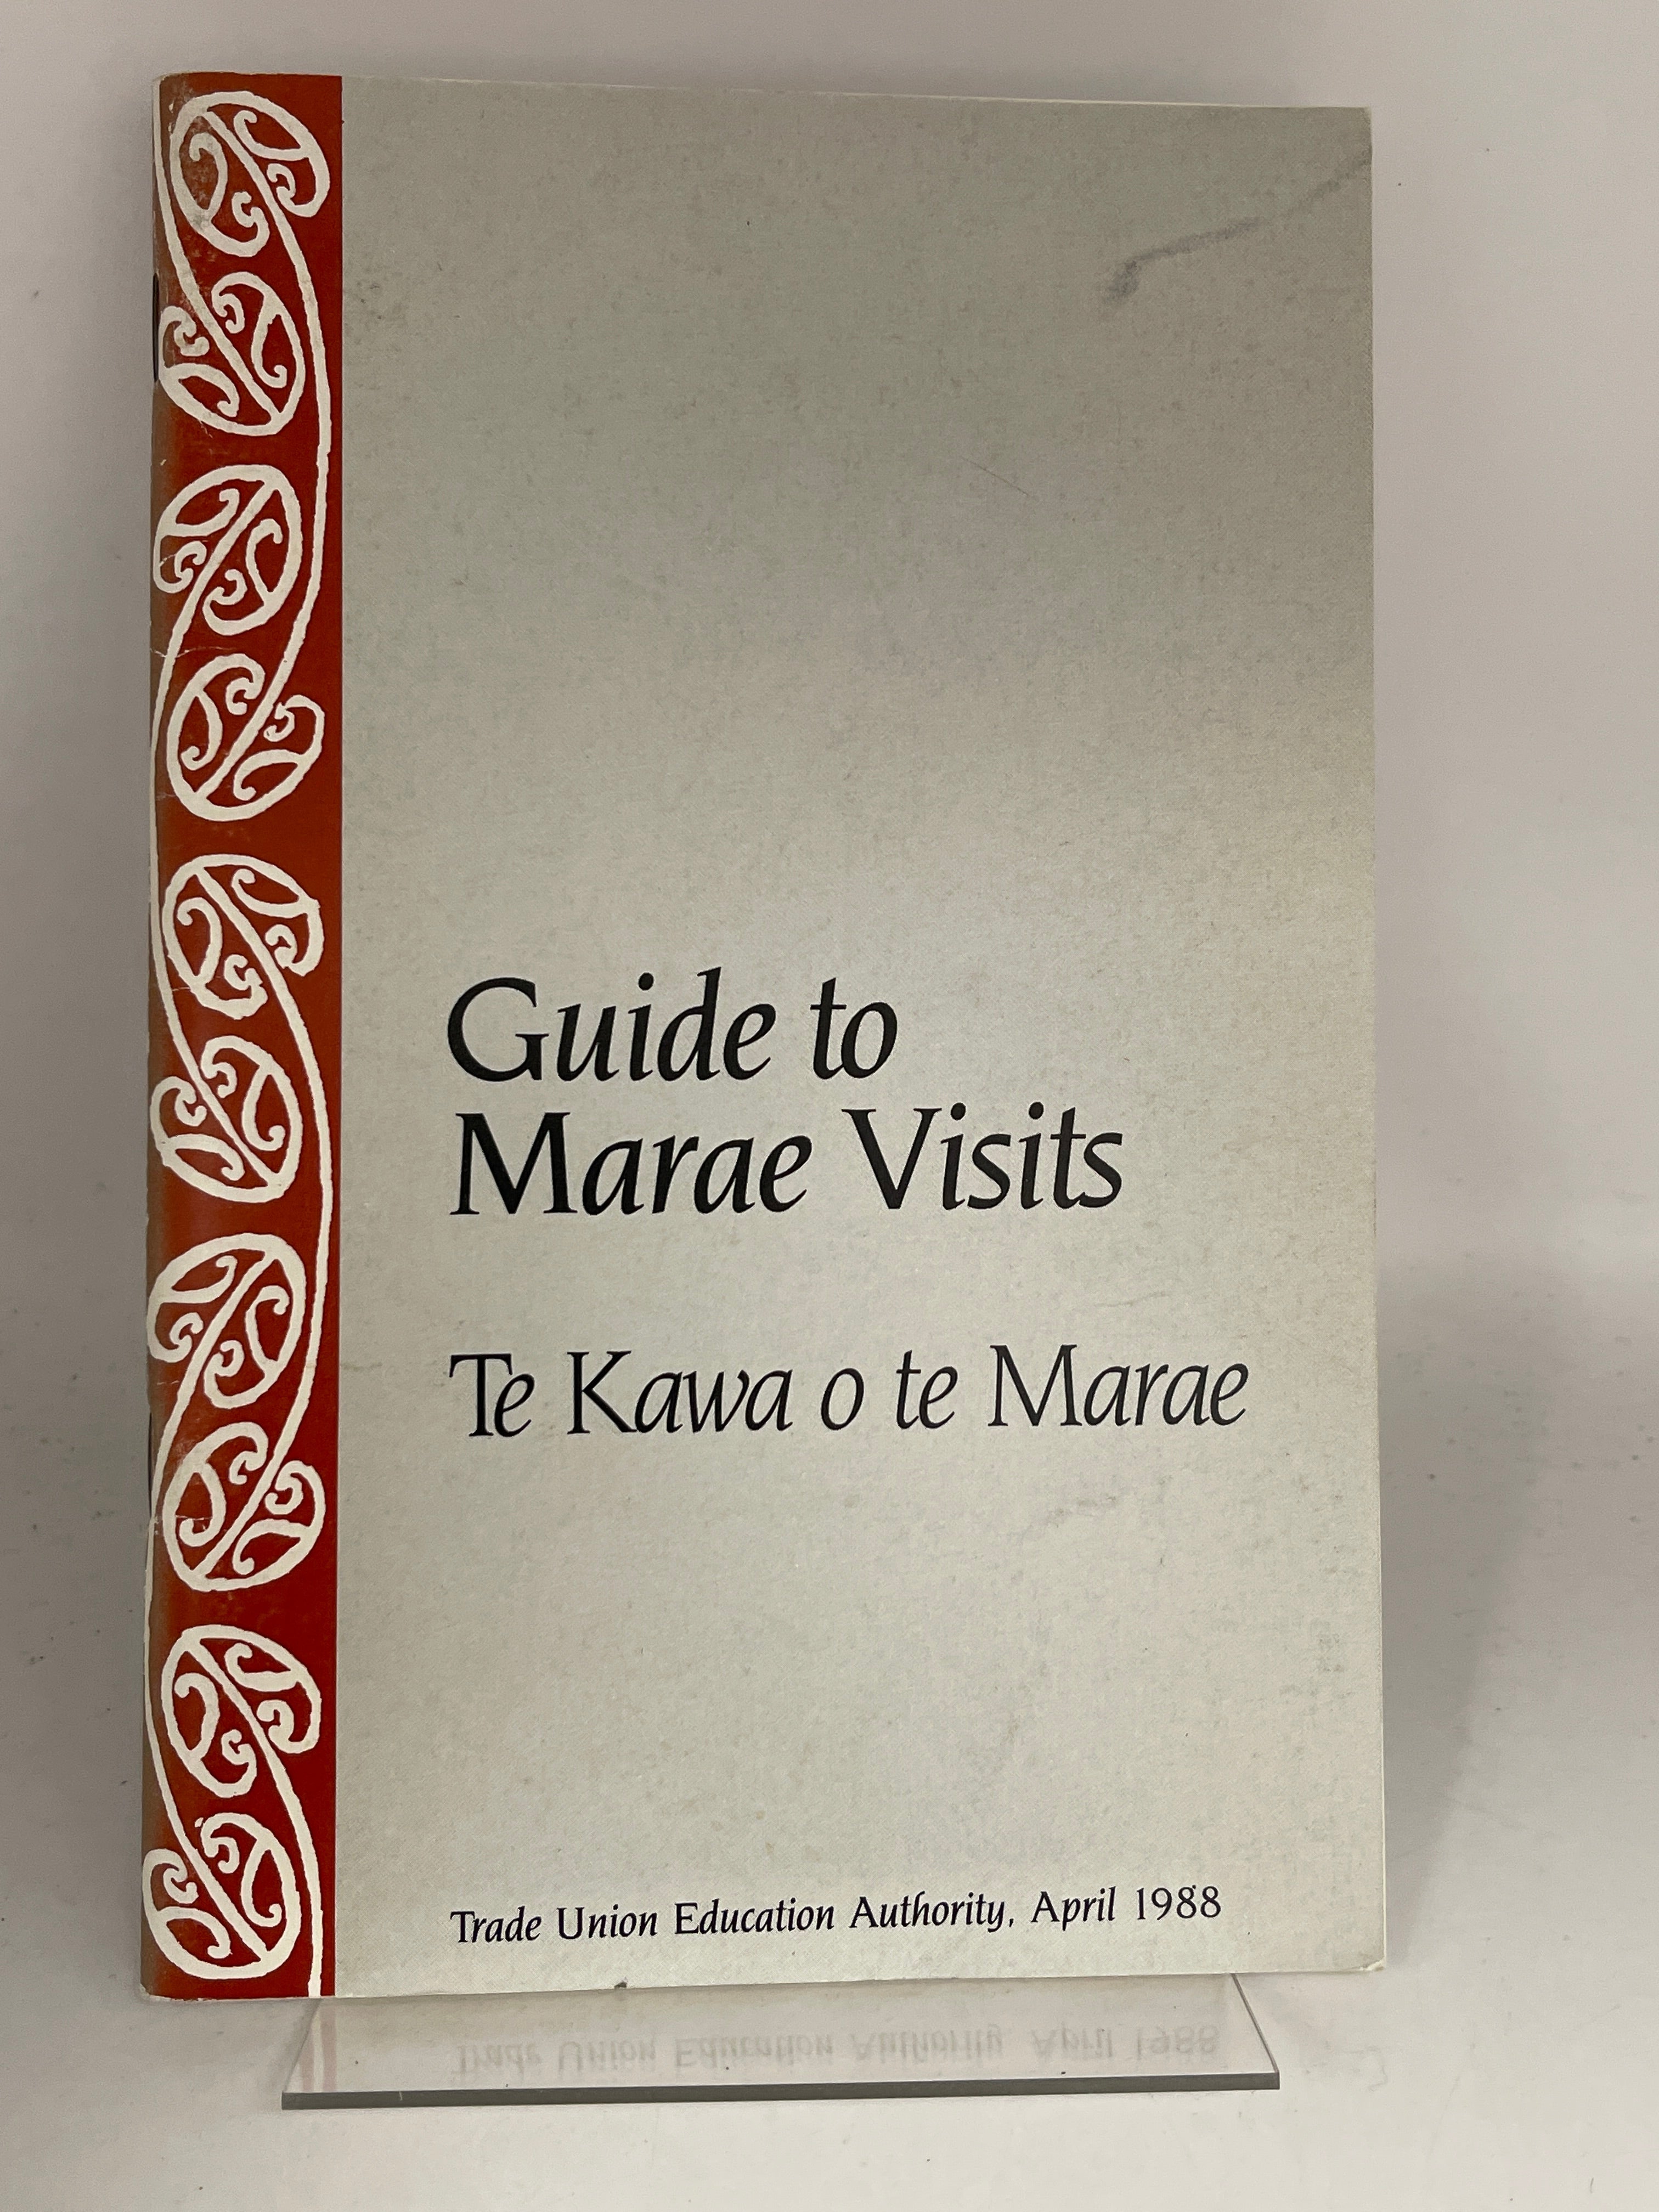 Guide to
Marae Visits
Te Kawa o te Marae
Trade Union Education Authority, April 1988